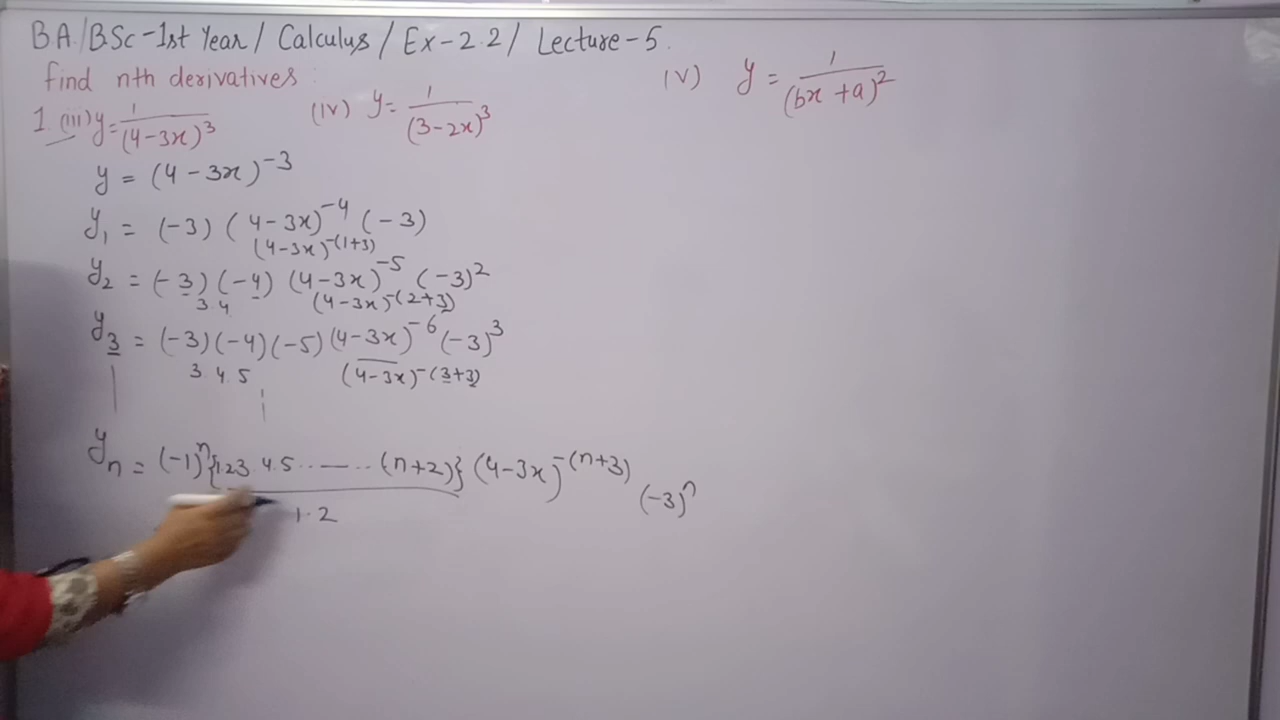 B.A./BSc-1st Year / Calculus / Ex-2.2 / Lecture-5.
find nth derivatives :
1. (iii) y = 1/(4-3x)³ (iv) y = 1/(3-2x)³ (iv) y = 1/(bx+a)²
y = (4-3x)⁻³
y₁ = (-3) (4-3x)⁻⁴ (-3)
(4-3x)^-(1+3)
y₂ = (-3)(-4) (4-3x)⁻⁵ (-3)²
3.4 (4-3x)^-(2+3)
y₃ = (-3)(-4)(-5)(4-3x)⁻⁶(-3)³
3.4.5 (4-3x)^-(3+3)
yₙ = (-1)ⁿ{1.2.3.4.5...—...(n+2)} (4-3x)^-(n+3) (-3)ⁿ
1.2